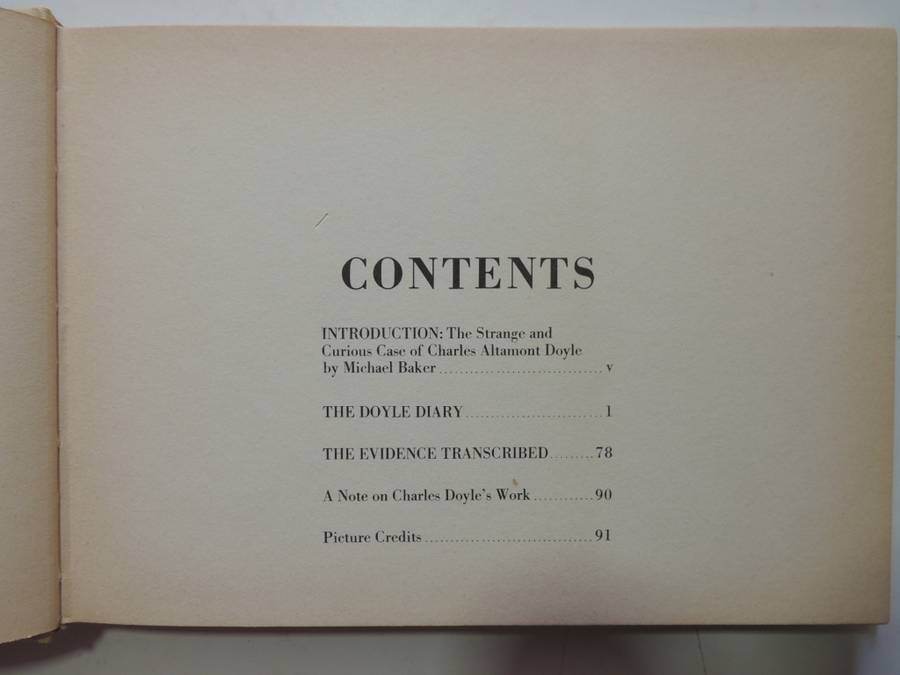 CONTENTS
INTRODUCTION: The Strange and
Curious Case of Charles Altamont Doyle
by Michael Baker................................v
THE DOYLE DIARY...........................1
THE EVIDENCE TRANSCRIBED.........78
A Note on Charles Doyle's Work............90
Picture Credits.................................91